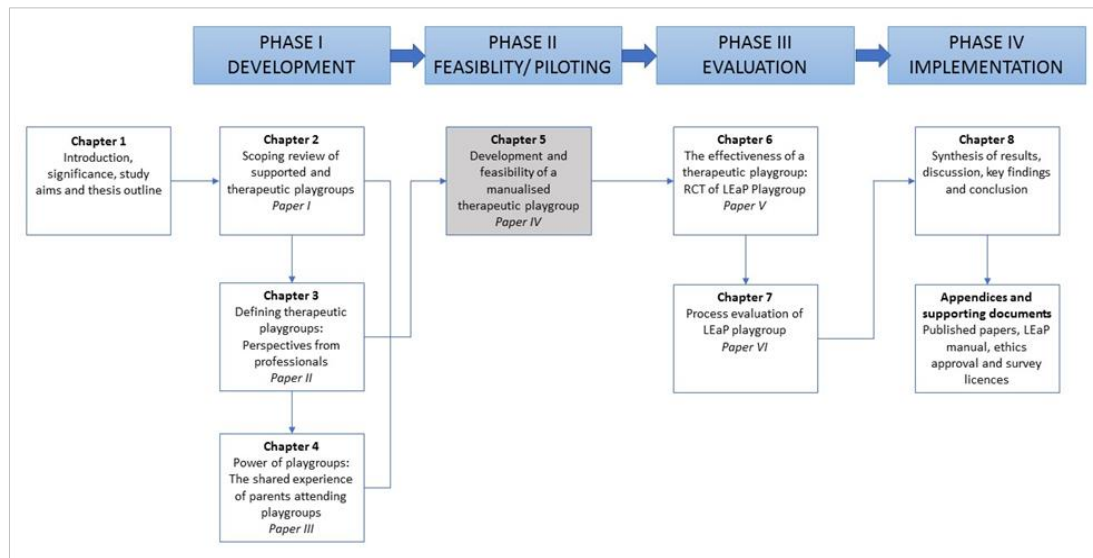 PHASE I
DEVELOPMENT
PHASE II
FEASIBLITY/ PILOTING
PHASE III
EVALUATION
PHASE IV
IMPLEMENTATION
Chapter 1
Introduction,
significance, study
aims and thesis outline
Chapter 2
Scoping review of
supported and
therapeutic playgroups
Paper I
Chapter 3
Defining therapeutic
playgroups:
Perspectives from
professionals
Paper II
Chapter 4
Power of playgroups:
The shared experience
of parents attending
playgroups
Paper III
Chapter 5
Development and
feasibility of a
manualised
therapeutic playgroup
Paper IV
Chapter 6
The effectiveness of a
therapeutic playgroup:
RCT of LEaP Playgroup
Paper V
Chapter 7
Process evaluation of
LEaP playgroup
Paper VI
Chapter 8
Synthesis of results,
discussion, key findings
and conclusion
Appendices and
supporting documents
Published papers, LEaP
manual, ethics
approval and survey
licences